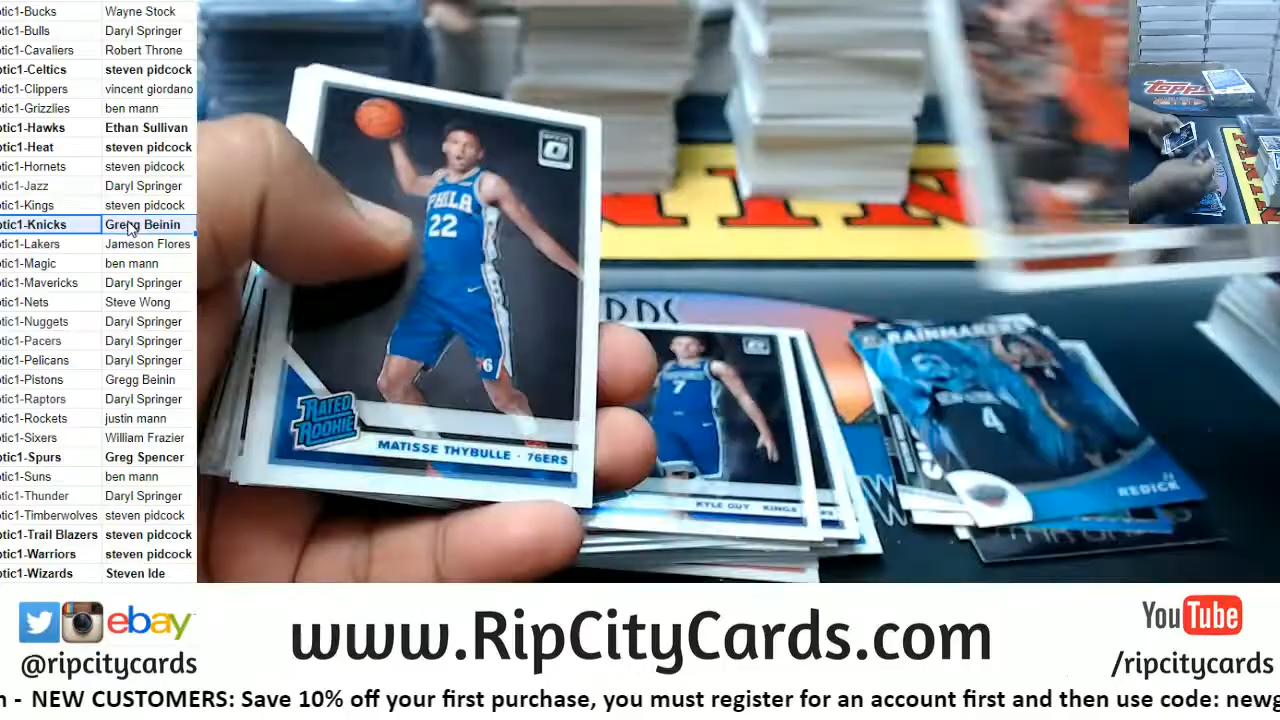 otic1-Bucks Wayne Stock
otic1-Bulls Daryl Springer
otic1-Cavaliers Robert Throne
otic1-Celtics steven pidcock
otic1-Clippers vincent giordano
otic1-Grizzlies ben mann
otic1-Hawks Ethan Sullivan
otic1-Heat steven pidcock
otic1-Hornets steven pidcock
otic1-Jazz Daryl Springer
otic1-Kings steven pidcock
otic1-Knicks Gregg Beinin
otic1-Lakers Jameson Flores
otic1-Magic ben mann
otic1-Mavericks Daryl Springer
otic1-Nets Steve Wong
otic1-Nuggets Daryl Springer
otic1-Pacers Daryl Springer
otic1-Pelicans Daryl Springer
otic1-Pistons Gregg Beinin
otic1-Raptors Daryl Springer
otic1-Rockets justin mann
otic1-Sixers William Frazier
otic1-Spurs Greg Spencer
otic1-Suns ben mann
otic1-Thunder Daryl Springer
otic1-Timberwolves steven pidcock
otic1-Trail Blazers steven pidcock
otic1-Warriors steven pidcock
otic1-Wizards Steven Ide
PHILA
22
76
RATED
ROOKIE
MATISSE THYBULLE · 76ERS
7
KYLE GUY KINGS
RAINMAKERS
4
REDICK
TOPPS
www.RipCityCards.com
ebay
@ripcitycards
YouTube
/ripcitycards
n - NEW CUSTOMERS: Save 10% off your first purchase, you must register for an account first and then use code: newg